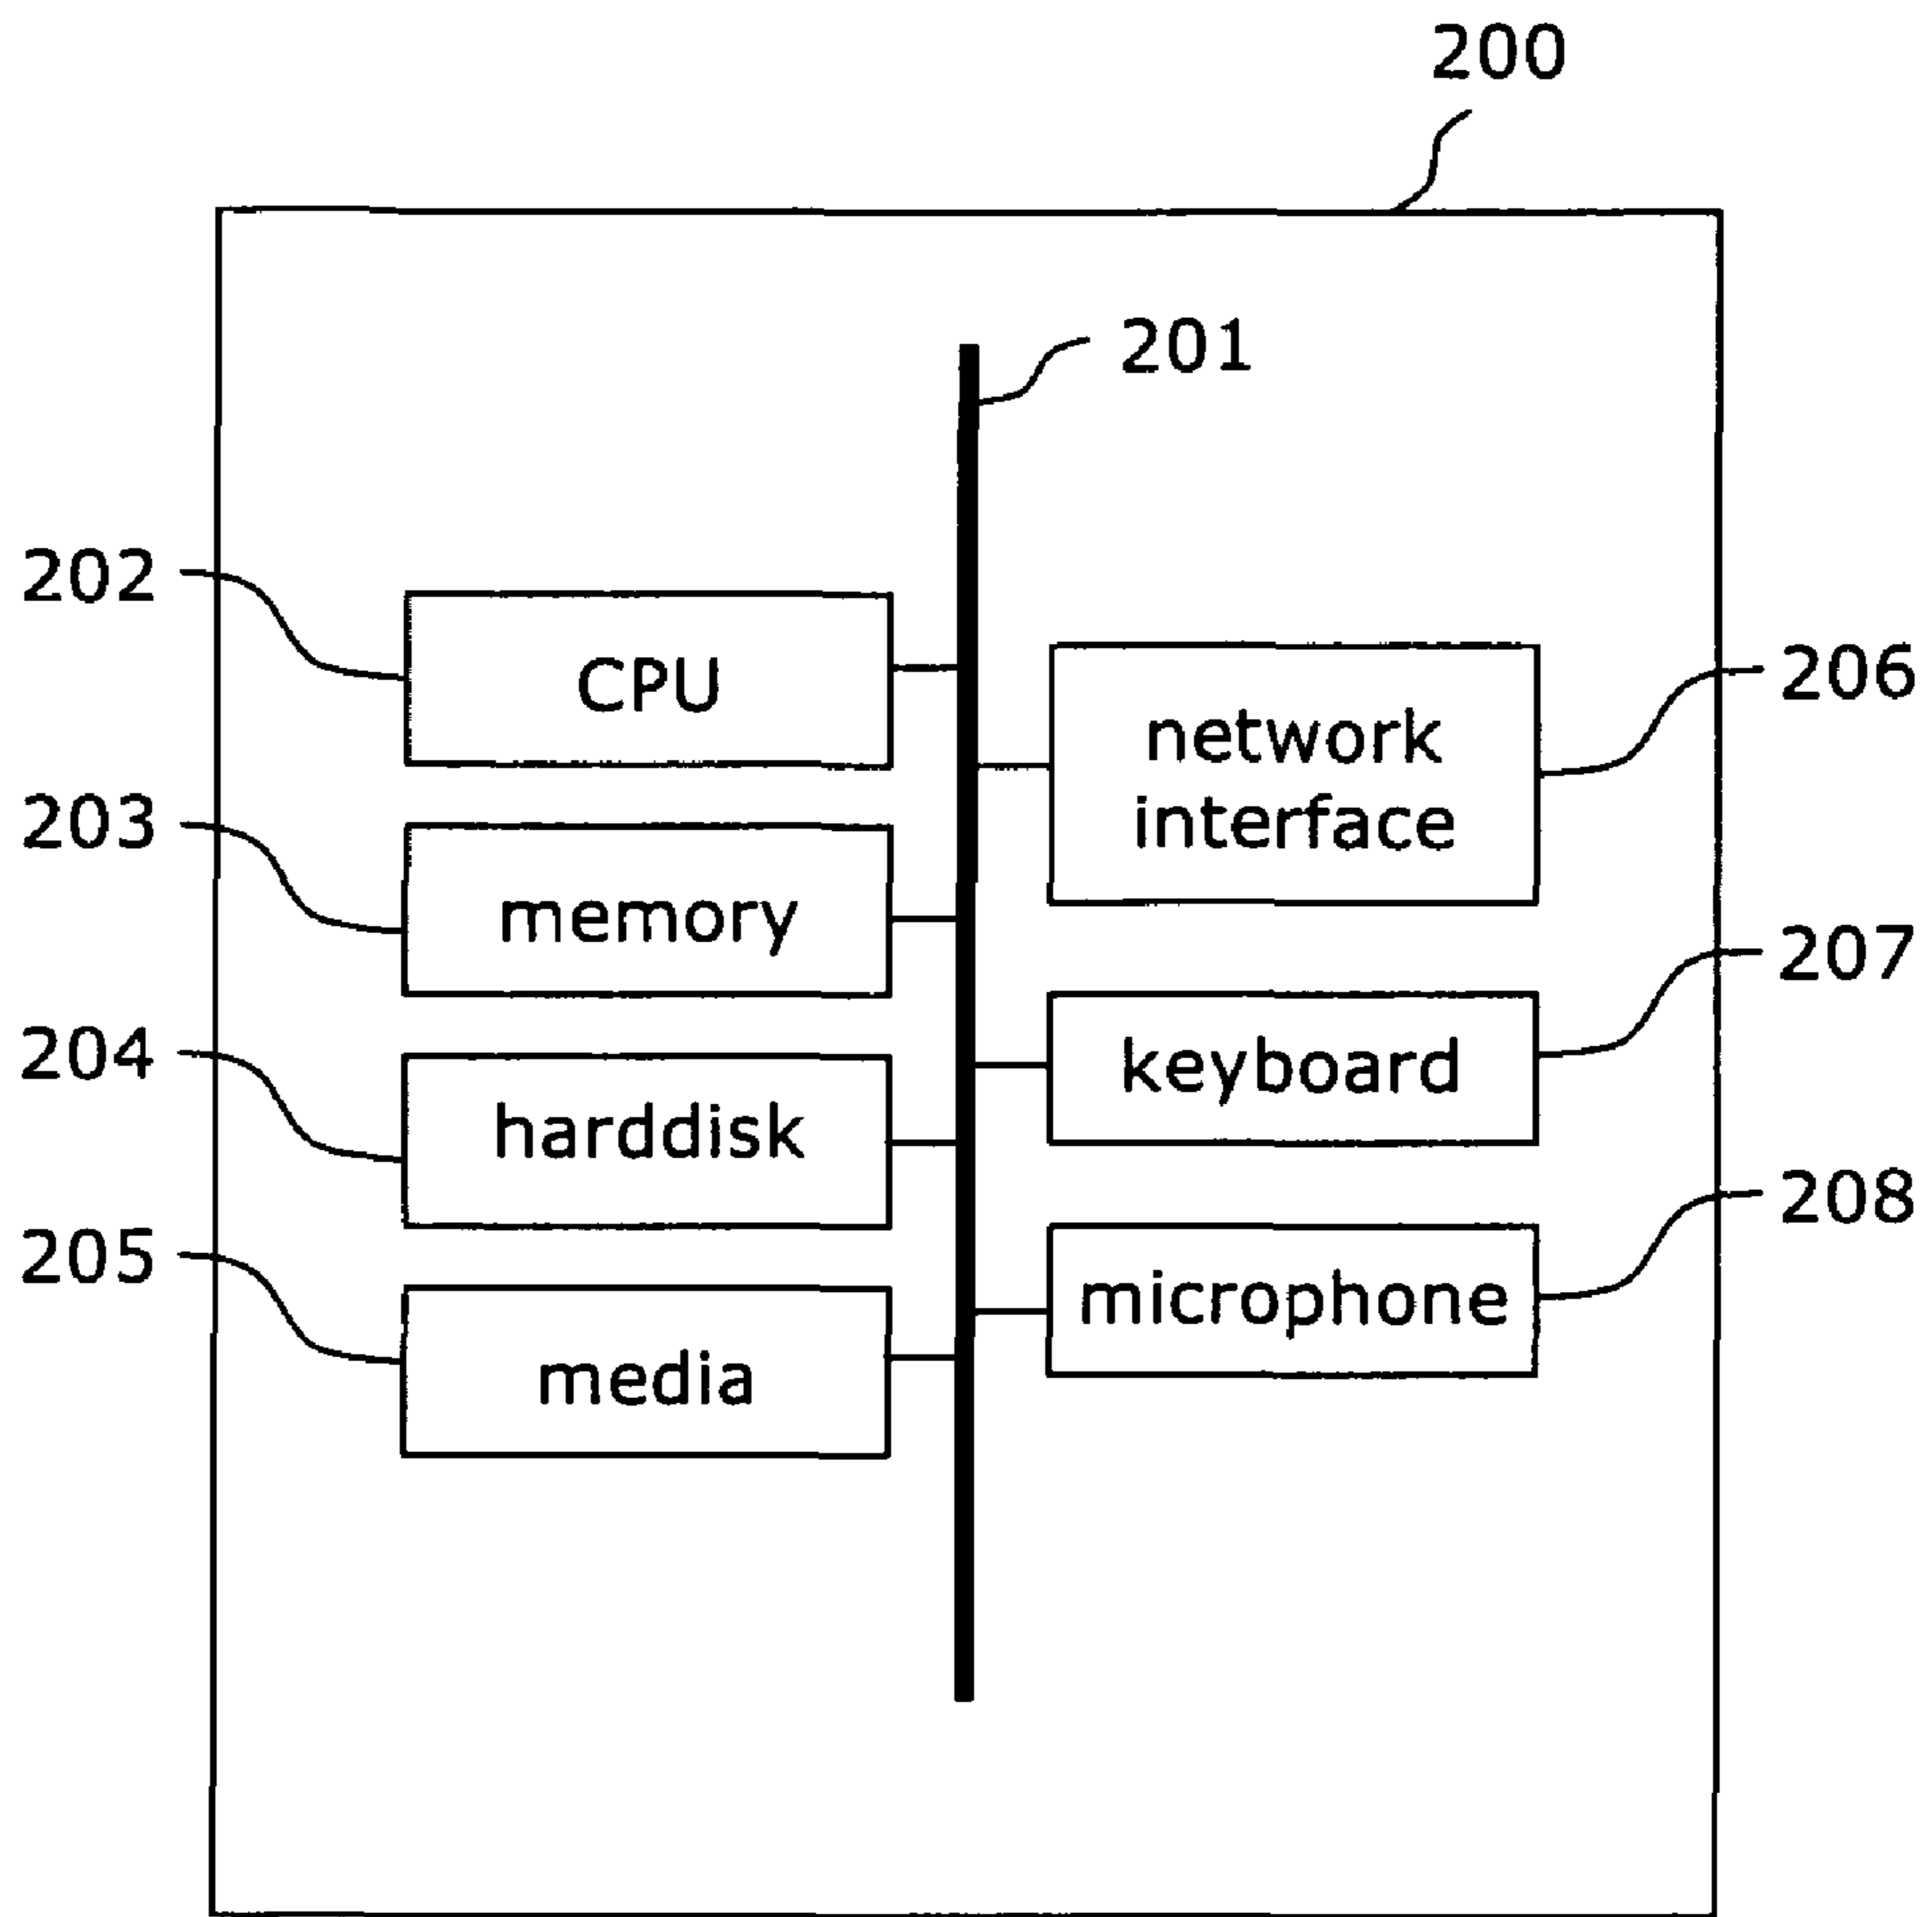 200
201
202
CPU
206
network
interface
203
memory
207
keyboard
204
harddisk
208
microphone
205
media